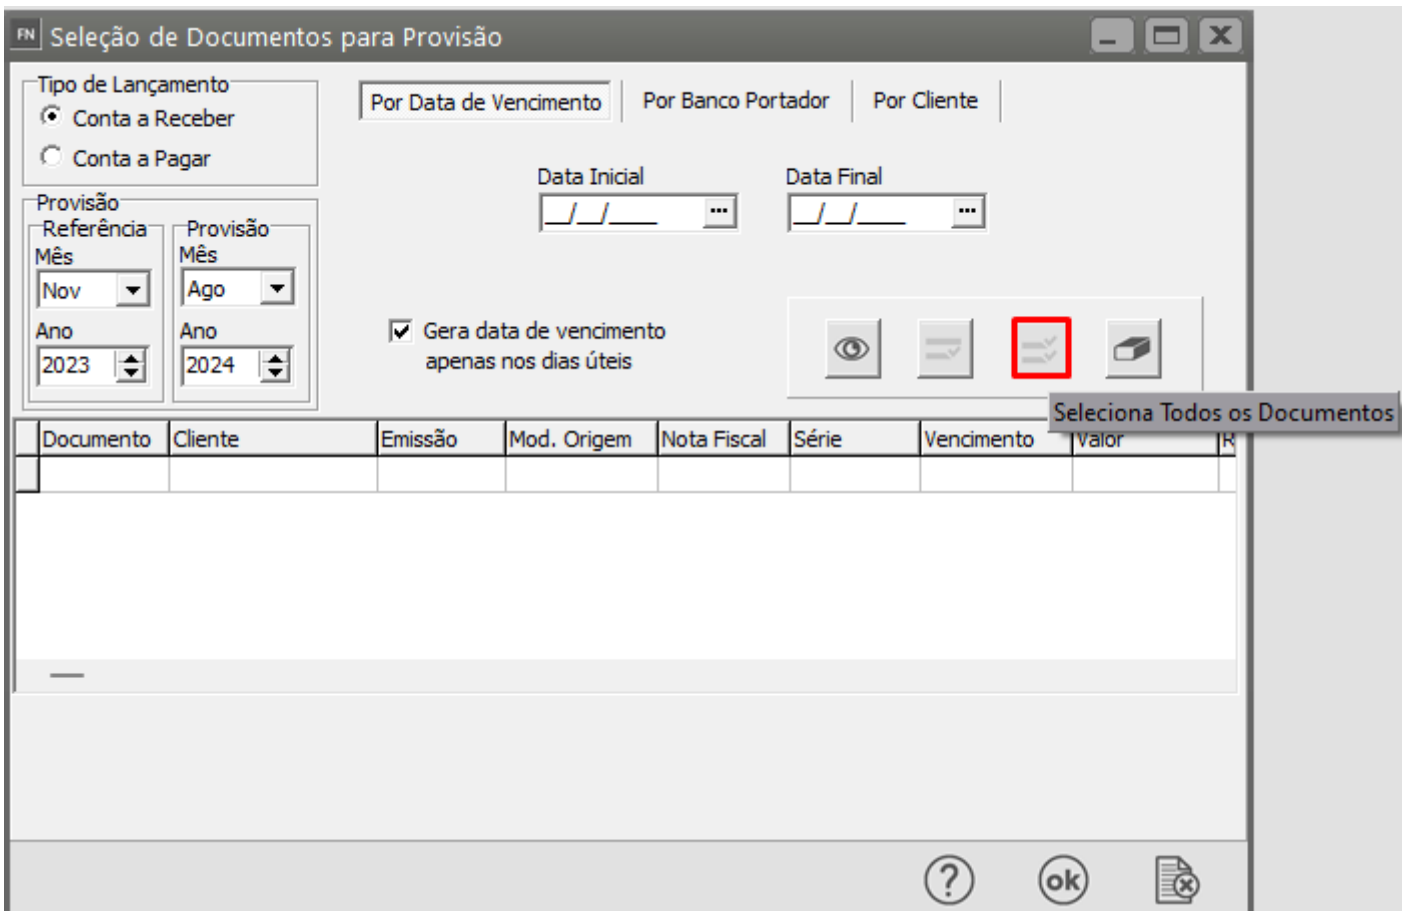 FN Seleção de Documentos para Provisão
Tipo de Lançamento
Conta a Receber
Conta a Pagar
Por Data de Vencimento
Por Banco Portador
Por Cliente
Data Inicial
Data Final
__/__/____ ...
__/__/____ ...
Provisão
Referência
Provisão
Mês
Mês
Nov
Ago
Ano
Ano
2023
2024
Gera data de vencimento
apenas nos dias úteis
Seleciona Todos os Documentos
Documento Cliente Emissão Mod. Origem Nota Fiscal Série Vencimento Valor R
? ok